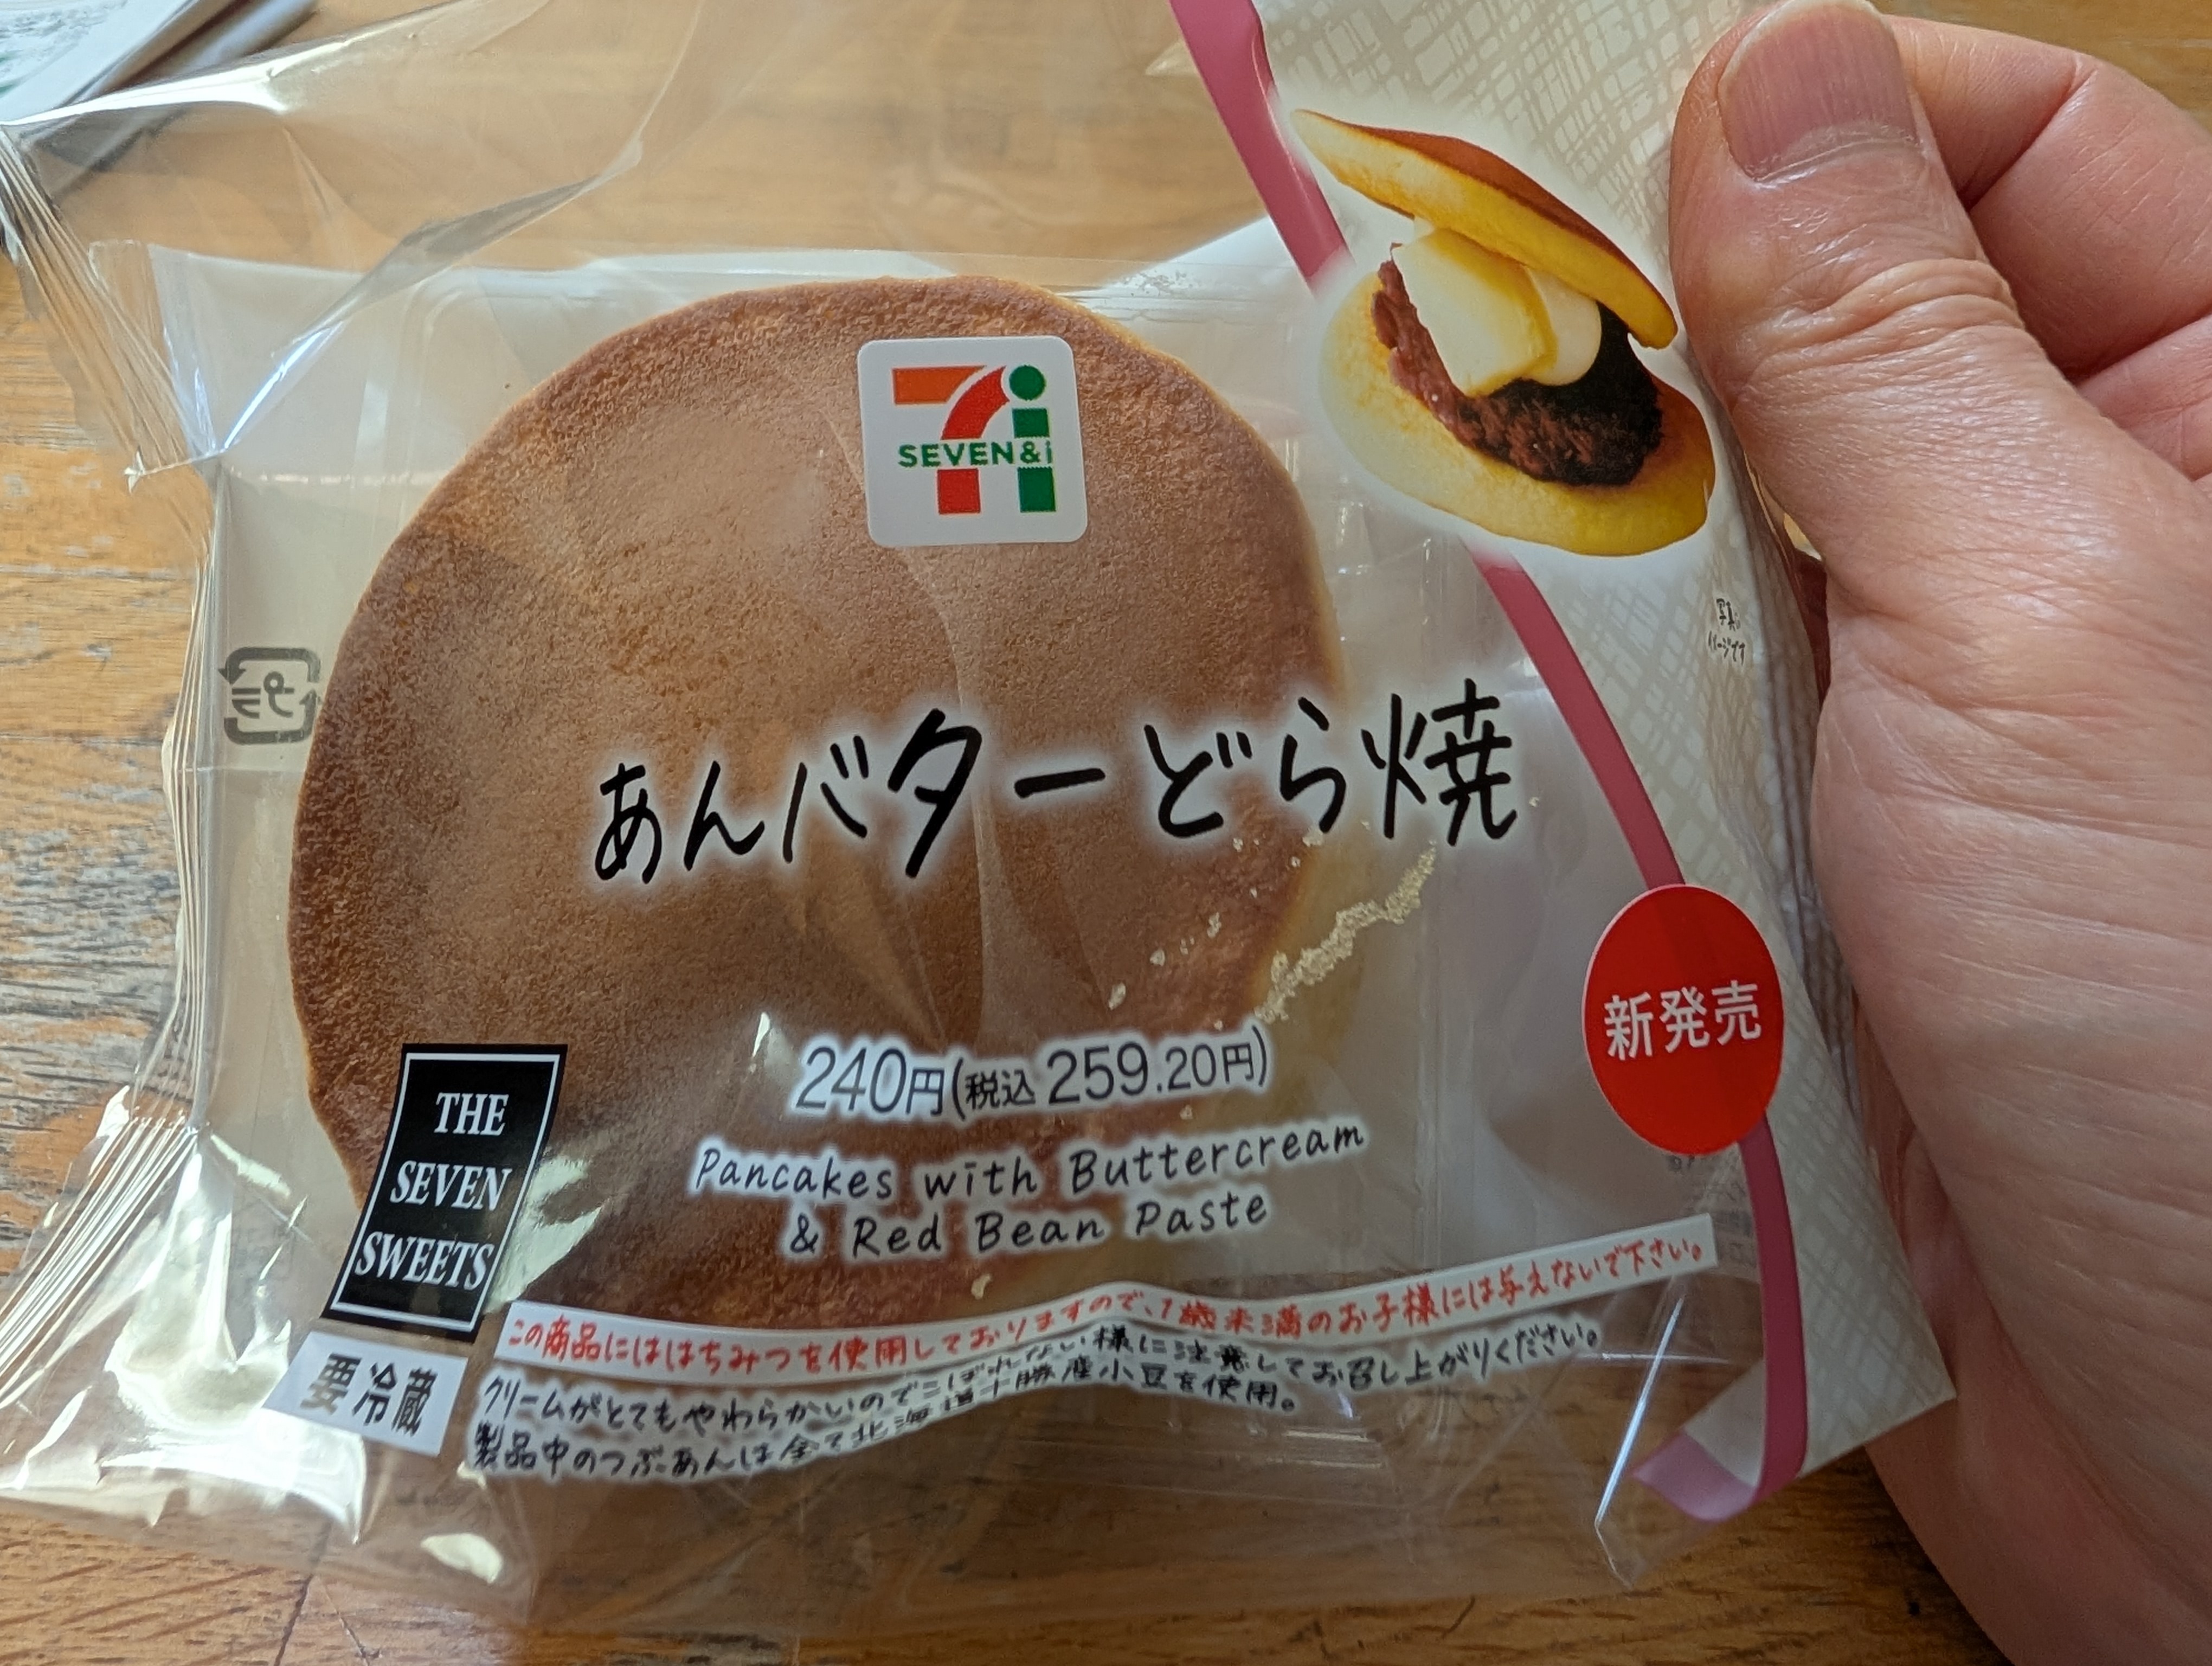 SEVEN&i
あんバターどら焼
240円(税込 259.20円)
Pancakes with Buttercream
& Red Bean Paste
新発売
THE
SEVEN
SWEETS
要冷蔵
この商品にははちみつを使用しておりますので、1歳未満のお子様には与えないで下さい。
クリームがとてもやわらかいのでこぼれない様に注意してお召し上がりください。
製品中のつぶあんは全て北海道十勝産小豆を使用。
プラ